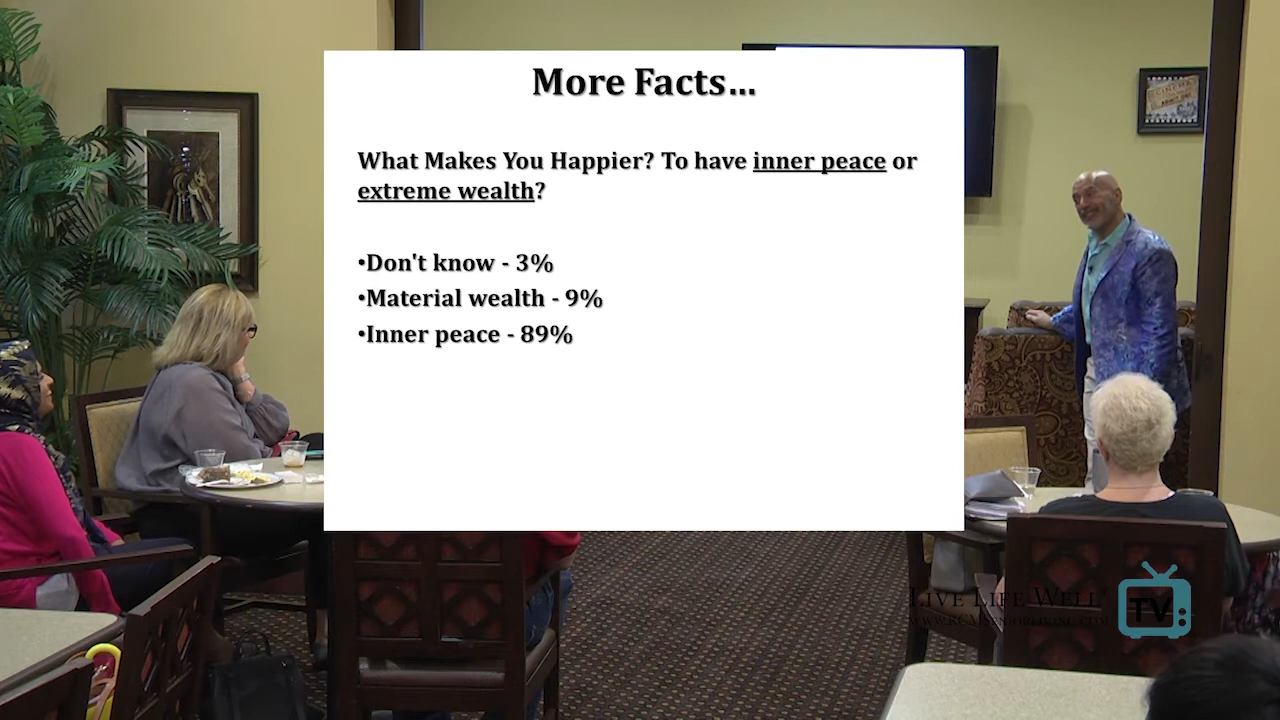 More Facts...
What Makes You Happier? To have inner peace or
extreme wealth?
•Don't know - 3%
•Material wealth - 9%
•Inner peace - 89%
LIVE LIFE WELL
TV